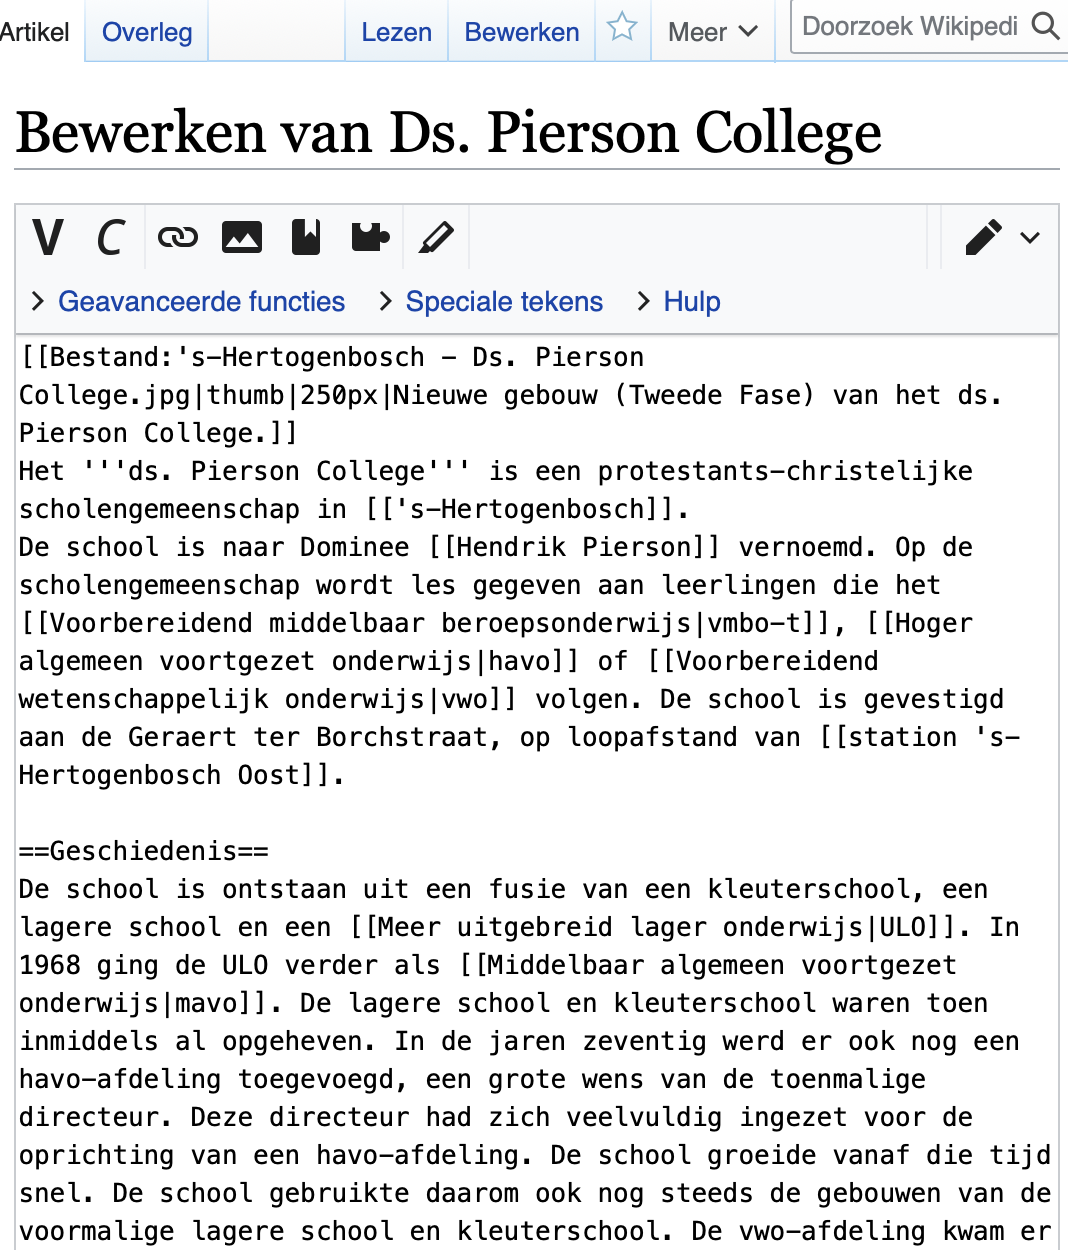 Artikel Overleg Lezen Bewerken Meer Doorzoek Wikipedi
Bewerken van Ds. Pierson College
V C
Geavanceerde functies Speciale tekens Hulp
[[Bestand:'s-Hertogenbosch - Ds. Pierson
College.jpg|thumb|250px|Nieuwe gebouw (Tweede Fase) van het ds.
Pierson College.]]
Het '''ds. Pierson College''' is een protestants-christelijke
scholengemeenschap in [['s-Hertogenbosch]].
De school is naar Dominee [[Hendrik Pierson]] vernoemd. Op de
scholengemeenschap wordt les gegeven aan leerlingen die het
[[Voorbereidend middelbaar beroepsonderwijs|vmbo-t]], [[Hoger
algemeen voortgezet onderwijs|havo]] of [[Voorbereidend
wetenschappelijk onderwijs|vwo]] volgen. De school is gevestigd
aan de Geraert ter Borchstraat, op loopafstand van [[station 's-
Hertogenbosch Oost]].
==Geschiedenis==
De school is ontstaan uit een fusie van een kleuterschool, een
lagere school en een [[Meer uitgebreid lager onderwijs|ULO]]. In
1968 ging de ULO verder als [[Middelbaar algemeen voortgezet
onderwijs|mavo]]. De lagere school en kleuterschool waren toen
inmiddels al opgeheven. In de jaren zeventig werd er ook nog een
havo-afdeling toegevoegd, een grote wens van de toenmalige
directeur. Deze directeur had zich veelvuldig ingezet voor de
oprichting van een havo-afdeling. De school groeide vanaf die tijd
snel. De school gebruikte daarom ook nog steeds de gebouwen van de
voormalige lagere school en kleuterschool. De vwo-afdeling kwam er